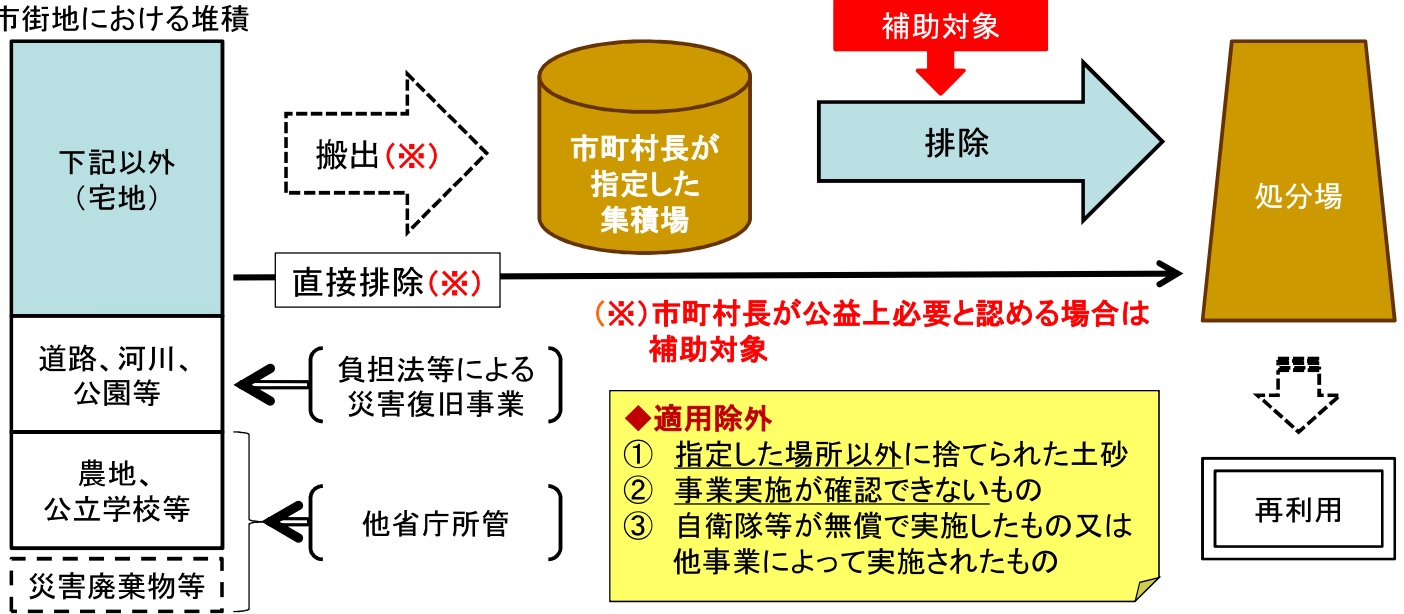 市街地における堆積
下記以外
（宅地）
道路、河川、
公園等
農地、
公立学校等
災害廃棄物等
搬出（※）
市町村長が
指定した
集積場
補助対象
排除
処分場
直接排除（※）
（※）市町村長が公益上必要と認める場合は
補助対象
負担法等による
災害復旧事業
他省庁所管
◆適用除外
① 指定した場所以外に捨てられた土砂
② 事業実施が確認できないもの
③ 自衛隊等が無償で実施したもの又は
他事業によって実施されたもの
再利用